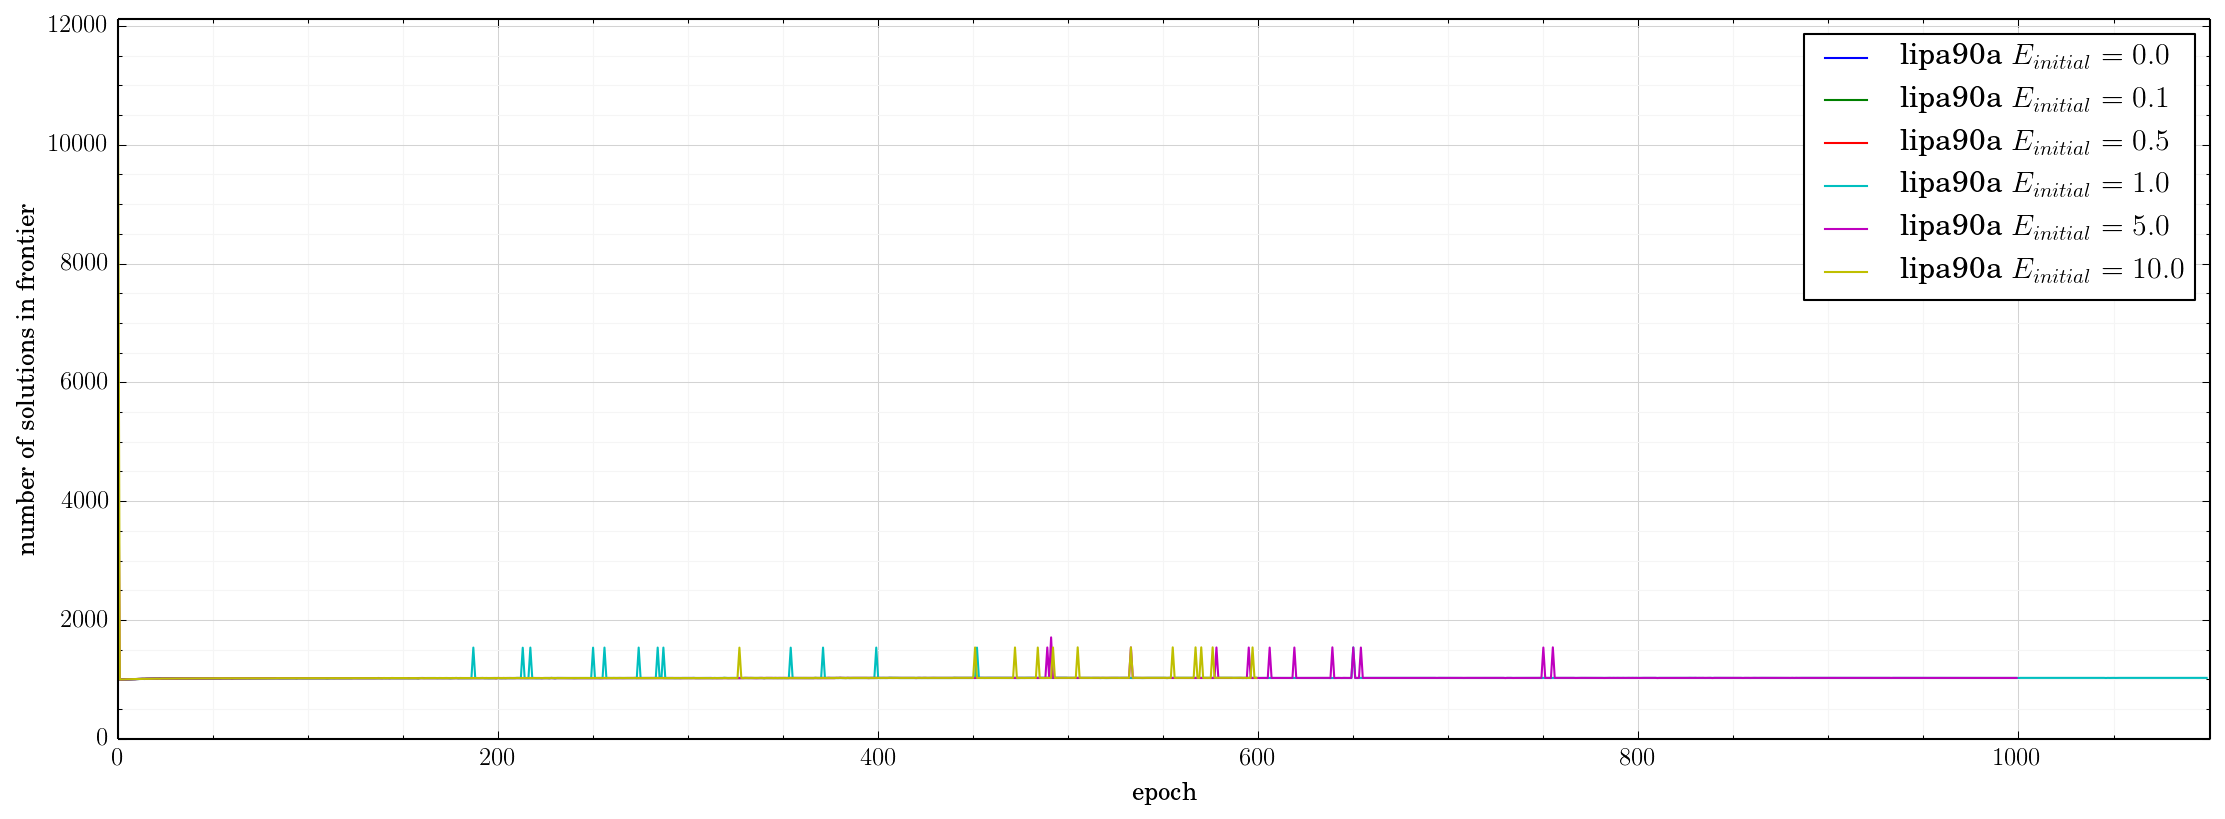 12000
10000
8000
6000
4000
2000
0
number of solutions in frontier
lipa90a E_initial = 0.0
lipa90a E_initial = 0.1
lipa90a E_initial = 0.5
lipa90a E_initial = 1.0
lipa90a E_initial = 5.0
lipa90a E_initial = 10.0
0 200 400 600 800 1000
epoch